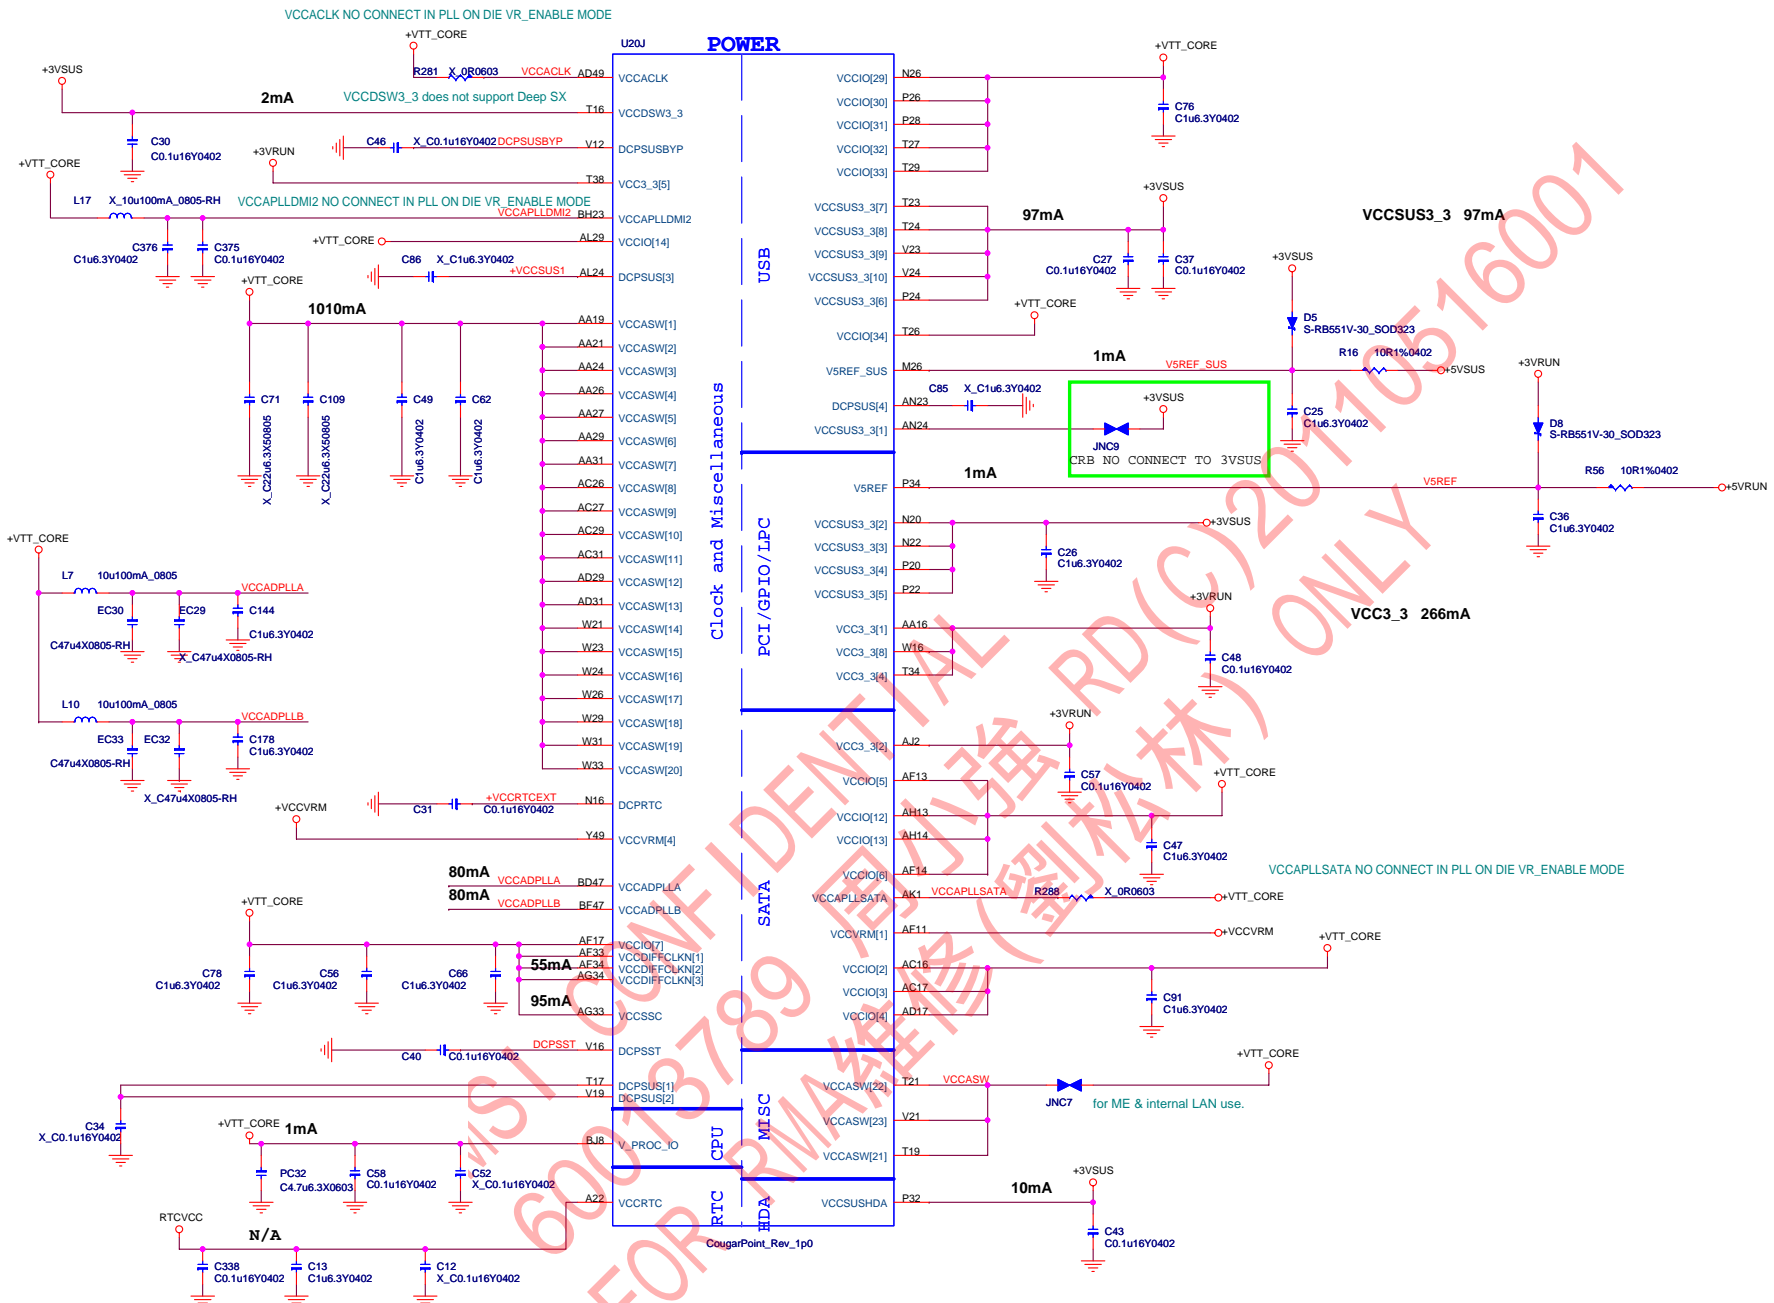 VCCACLK NO CONNECT IN PLL ON DIE VR_ENABLE MODE
U20J
POWER
+VTT_CORE
R281 X_0R0603 VCCACLK AD49 VCCACLK
+3VSUS
2mA
VCCDSW3_3 does not support Deep SX
T16 VCCDSW3_3
C30
C0.1u16Y0402
C46 X_C0.1u16Y0402 DCPSUSBYP V12 DCPSUSBYP
+3VRUN
T38 VCC3_3[5]
+VTT_CORE
L17 X_10u100mA_0805-RH
VCCAPLLDMI2 NO CONNECT IN PLL ON DIE VR_ENABLE MODE
VCCAPLLDMI2 BH23 VCCAPLLDMI2
C376
C1u6.3Y0402
C375
C0.1u16Y0402
+VTT_CORE AL29 VCCIO[14]
C86 X_C1u6.3Y0402 +VCCSUS1 AL24 DCPSUS[3]
+VTT_CORE
1010mA
AA19 VCCASW[1]
AA21 VCCASW[2]
AA24 VCCASW[3]
AA26 VCCASW[4]
AA27 VCCASW[5]
AA29 VCCASW[6]
AA31 VCCASW[7]
AC26 VCCASW[8]
AC27 VCCASW[9]
AC29 VCCASW[10]
AC31 VCCASW[11]
AD29 VCCASW[12]
AD31 VCCASW[13]
W21 VCCASW[14]
W23 VCCASW[15]
W24 VCCASW[16]
W26 VCCASW[17]
W29 VCCASW[18]
W31 VCCASW[19]
W33 VCCASW[20]
C71
X_C22u6.3X50805
C109
X_C22u6.3X50805
C49
C1u6.3Y0402
C62
C1u6.3Y0402
+VTT_CORE
L7 10u100mA_0805
VCCADPLLA
EC30
C47u4X0805-RH
EC29
X_C47u4X0805-RH
C144
C1u6.3Y0402
L10 10u100mA_0805
VCCADPLLB
EC33
C47u4X0805-RH
EC32
X_C47u4X0805-RH
C178
C1u6.3Y0402
C31 +VCCRTCEXT
C0.1u16Y0402
N16 DCPRTC
+VCCVRM
Y49 VCCVRM[4]
80mA
VCCADPLLA BD47 VCCADPLLA
80mA
VCCADPLLB BF47 VCCADPLLB
+VTT_CORE
AF17 VCCIO[7]
AF33 VCCDIFFCLKN[1]
AF34 VCCDIFFCLKN[2]
AG34 VCCDIFFCLKN[3]
55mA
95mA
AG33 VCCSSC
C78
C1u6.3Y0402
C56
C1u6.3Y0402
C66
C1u6.3Y0402
C40 C0.1u16Y0402 DCPSST V16 DCPSST
T17 DCPSUS[1]
V19 DCPSUS[2]
C34
X_C0.1u16Y0402
+VTT_CORE
1mA
BJ8 V_PROC_IO
PC32
C4.7u6.3X0603
C58
C0.1u16Y0402
C52
X_C0.1u16Y0402
A22 VCCRTC
RTCVCC
N/A
C338
C0.1u16Y0402
C13
C1u6.3Y0402
C12
X_C0.1u16Y0402
Clock and Miscellaneous
CPU
RTC
USB
PCI/GPIO/LPC
SATA
MISC
HDA
CougarPoint_Rev_1p0
VCCIO[29] N26
VCCIO[30] P26
VCCIO[31] P28
VCCIO[32] T27
VCCIO[33] T29
+VTT_CORE
C76
C1u6.3Y0402
VCCSUS3_3[7] T23
VCCSUS3_3[8] T24
VCCSUS3_3[9] V23
VCCSUS3_3[10] V24
VCCSUS3_3[6] P24
97mA
+3VSUS
C27
C0.1u16Y0402
C37
C0.1u16Y0402
VCCSUS3_3 97mA
VCCIO[34] T26
+VTT_CORE
V5REF_SUS M26
1mA
V5REF_SUS
+3VSUS
D5
S-RB551V-30_SOD323
R16 10R1%0402
+5VSUS
C25
C1u6.3Y0402
DCPSUS[4] AN23
C85 X_C1u6.3Y0402
VCCSUS3_3[1] AN24
+3VSUS
JNC9
CRB NO CONNECT TO 3VSUS
V5REF P34
1mA
V5REF
+3VRUN
D8
S-RB551V-30_SOD323
R56 10R1%0402
+5VRUN
C36
C1u6.3Y0402
VCCSUS3_3[2] N20
VCCSUS3_3[3] N22
VCCSUS3_3[4] P20
VCCSUS3_3[5] P22
+3VSUS
C26
C1u6.3Y0402
VCC3_3[1] AA16
VCC3_3[8] W16
VCC3_3[4] T34
+3VRUN
C48
C0.1u16Y0402
VCC3_3 266mA
VCC3_3[2] AJ2
+3VRUN
C57
C0.1u16Y0402
VCCIO[5] AF13
VCCIO[12] AH13
VCCIO[13] AH14
VCCIO[6] AF14
+VTT_CORE
C47
C1u6.3Y0402
VCCAPLLSATA NO CONNECT IN PLL ON DIE VR_ENABLE MODE
VCCAPLLSATA AK1 VCCAPLLSATA R288 X_0R0603 +VTT_CORE
VCCVRM[1] AF11 +VCCVRM
VCCIO[2] AC16
VCCIO[3] AC17
VCCIO[4] AD17
+VTT_CORE
C91
C1u6.3Y0402
VCCASW[22] T21 VCCASW
JNC7
+VTT_CORE
for ME & internal LAN use.
VCCASW[23] V21
VCCASW[21] T19
VCCSUSHDA P32
10mA
+3VSUS
C43
C0.1u16Y0402
MSI CONFIDENTIAL
60013789 周小強 RD(C)20110516001
FOR RMA維修(劉松林) ONLY